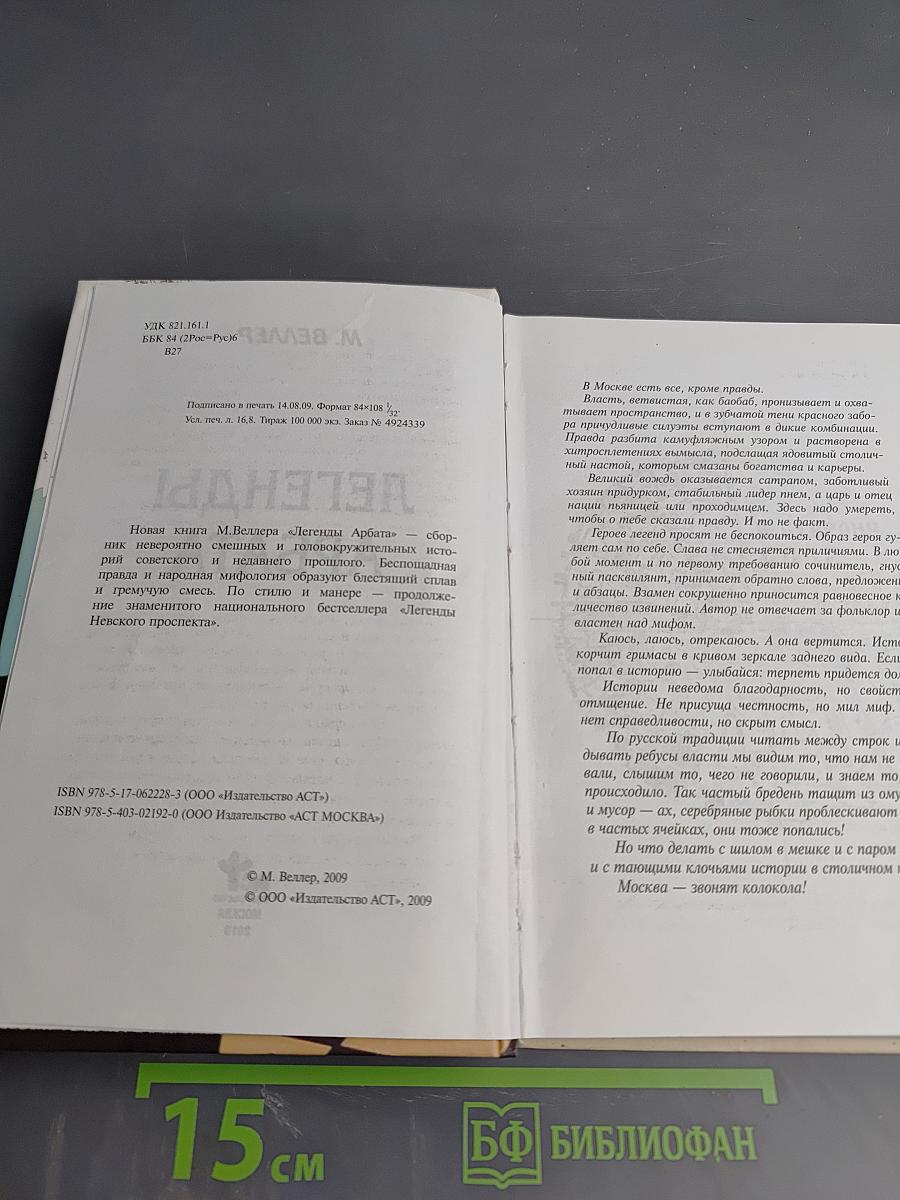 УДК 821.161.1
ББК 84 (2Рос=Рус)6
В27
Подписано в печать 14.08.09. Формат 84×108 1/32.
Усл. печ. л. 16,8. Тираж 100 000 экз. Заказ № 4924339
М. ВЕЛЛЕР
ЛЕГЕНДЫ
Новая книга М.Веллера «Легенды Арбата» — сбор-
ник невероятно смешных и головокружительных исто-
рий советского и недавнего прошлого. Беспощадная
правда и народная мифология образуют блестящий сплав
и гремучую смесь. По стилю и манере — продолже-
ние знаменитого национального бестселлера «Легенды
Невского проспекта».
ISBN 978-5-17-062228-3 (ООО «Издательство АСТ»)
ISBN 978-5-403-02192-0 (ООО Издательство «АСТ МОСКВА»)
© М. Веллер, 2009
© ООО «Издательство АСТ», 2009
МОСКВА
В Москве есть все, кроме правды.
Власть, ветвистая, как баобаб, пронизывает и охва-
тывает пространство, и в зубчатой тени красного забо-
ра причудливые силуэты вступают в дикие комбинации.
Правда разбита камуфляжным узором и растворена в
хитросплетениях вымысла, подслащая ядовитый столич-
ный настой, которым смазаны богатства и карьеры.
Великий вождь оказывается сатрапом, заботливый
хозяин придурком, стабильный лидер пнем, а царь и отец
нации пьяницей или проходимцем. Здесь надо умереть,
чтобы о тебе сказали правду. И то не факт.
Героев легенд просят не беспокоиться. Образ героя гу-
ляет сам по себе. Слава не стесняется приличиями. В лю-
бой момент и по первому требованию сочинитель, гнус
ный пасквилянт, принимает обратно слова, предложен
и абзацы. Взамен сокрушенно приносится равновесное к
личество извинений. Автор не отвечает за фольклор и
властен над мифом.
Каюсь, лаюсь, отрекаюсь. А она вертится. Исто
корчит гримасы в кривом зеркале заднего вида. Если
попал в историю — улыбайся: терпеть придется дол
Истории неведома благодарность, но свойст
отмщение. Не присуща честность, но мил миф.
нет справедливости, но скрыт смысл.
По русской традиции читать между строк и
дывать ребусы власти мы видим то, что нам не
вали, слышим то, чего не говорили, и знаем то
происходило. Так частый бредень тащит из ому
и мусор — ах, серебряные рыбки проблескивают
в частых ячейках, они тоже попались!
Но что делать с шилом в мешке и с паром
и с тающими клочьями истории в столичном
Москва — звонят колокола!
15 см
БФ БИБЛИОФАН